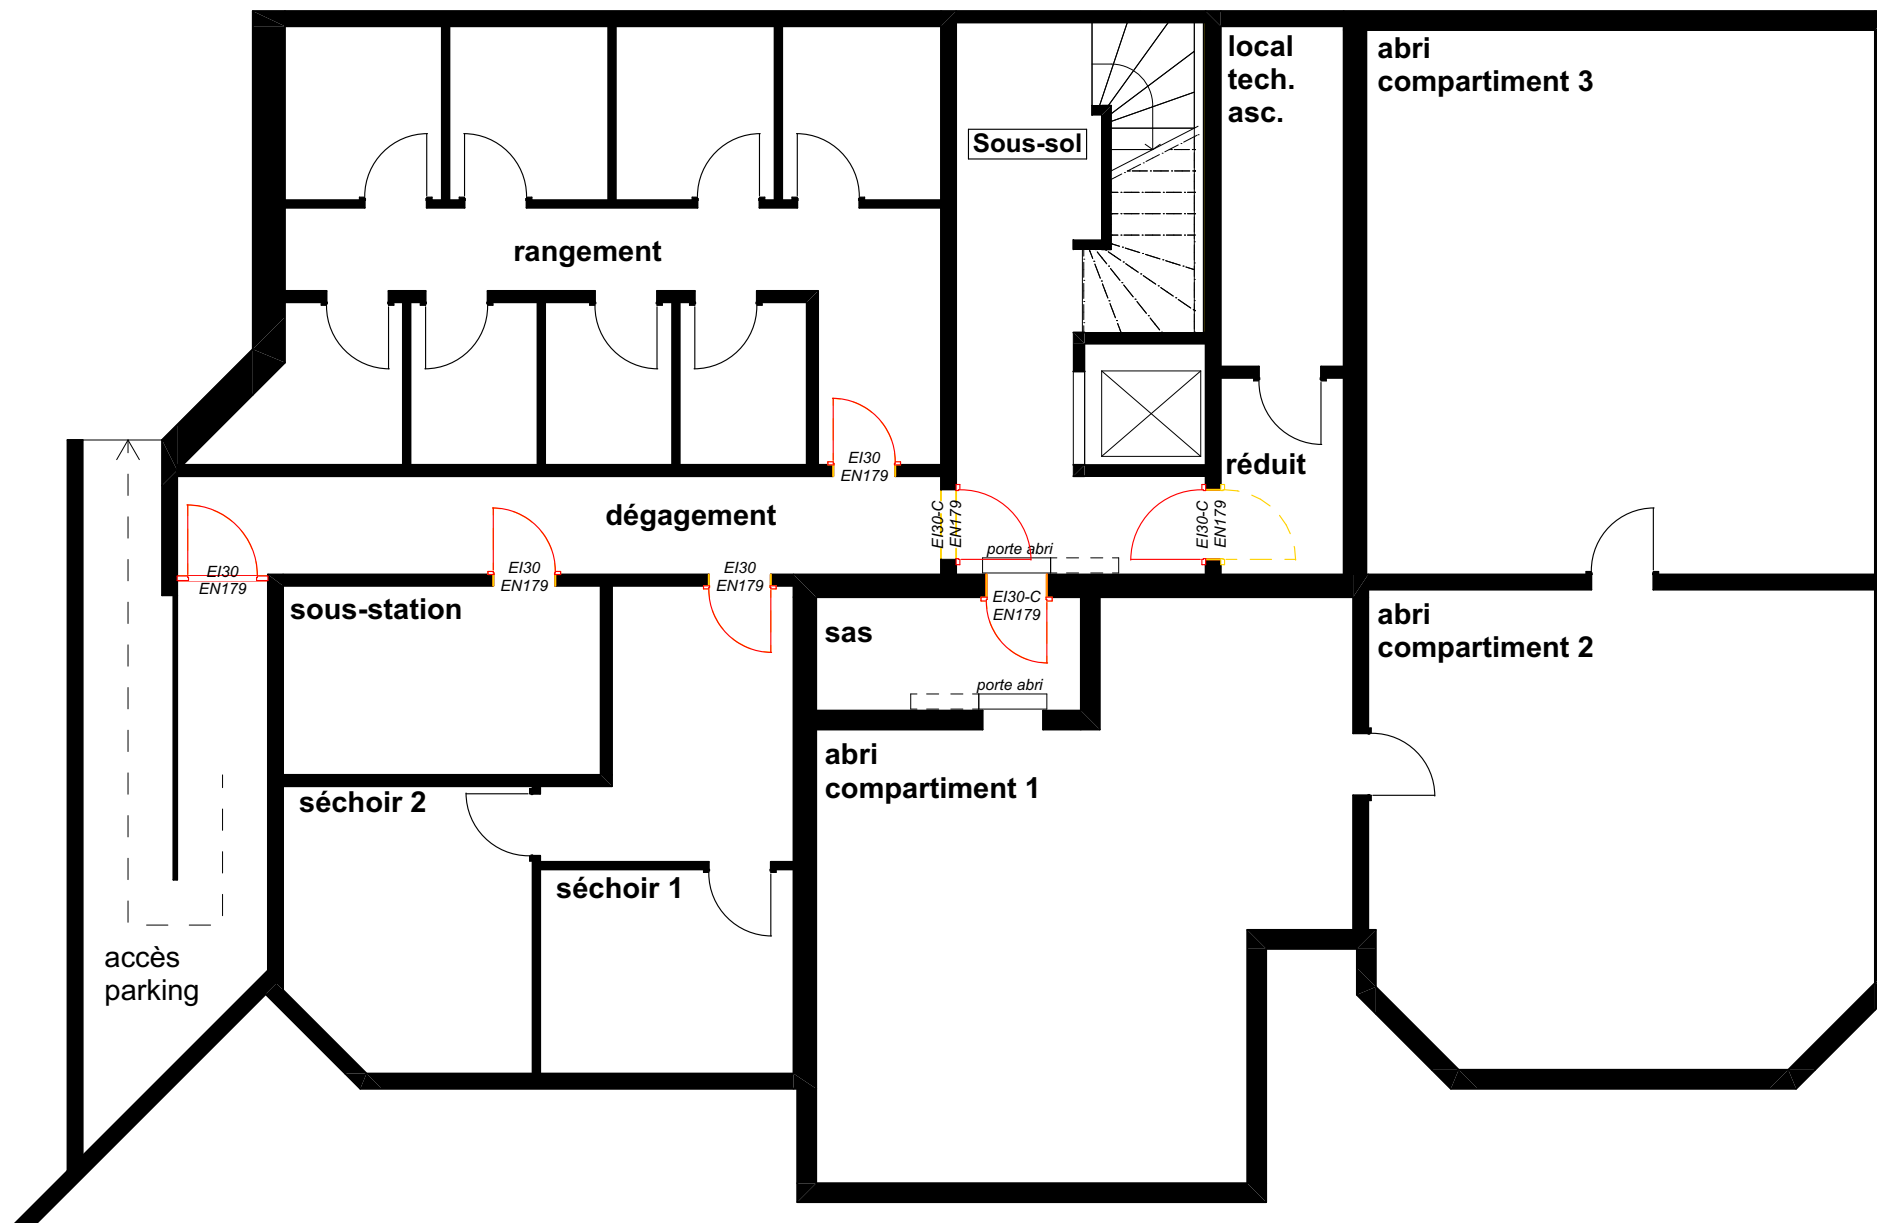 local
tech.
asc.
abri
compartiment 3
Sous-sol
rangement
réduit
EI30
EN179
dégagement
EI30-C
EN179
EI30-C
EN179
porte abri
EI30
EN179
EI30
EN179
EI30
EN179
EI30-C
EN179
sous-station
sas
abri
compartiment 2
porte abri
abri
compartiment 1
séchoir 2
séchoir 1
accès
parking